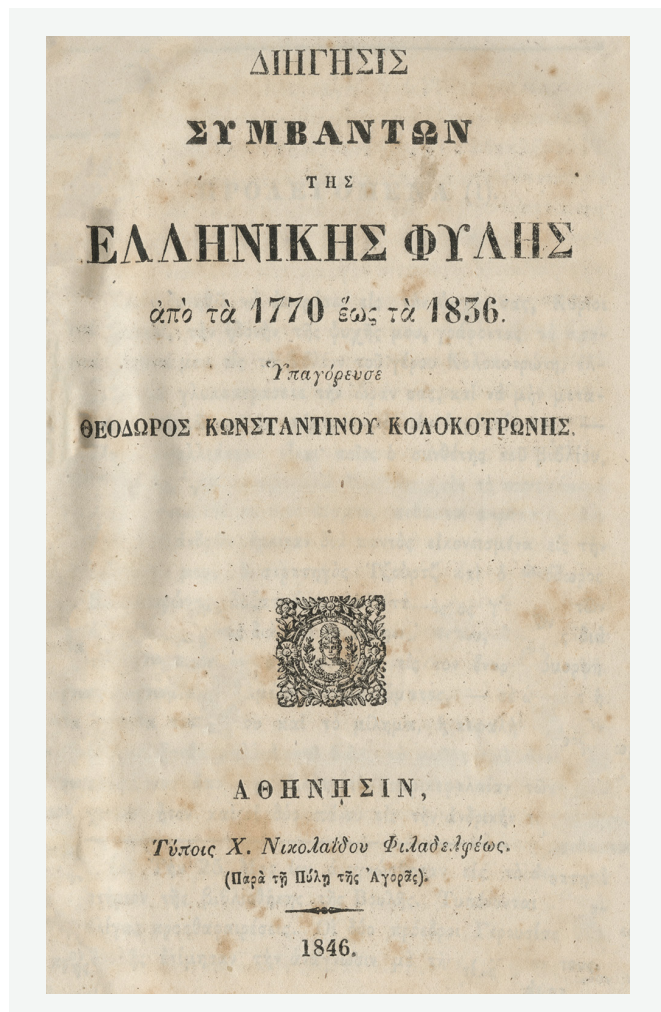 ΔΙΗΓΗΣΙΣ
ΣΥΜΒΑΝΤΩΝ
ΤΗΣ
ΕΛΛΗΝΙΚΗΣ ΦΥΛΗΣ
ἀπὸ τὰ 1770 ἕως τὰ 1836.
Ὑπαγόρευσε
ΘΕΟΔΩΡΟΣ ΚΩΝΣΤΑΝΤΙΝΟΥ ΚΟΛΟΚΟΤΡΩΝΗΣ.
ΑΘΗΝΗΣΙΝ,
Τύποις Χ. Νικολαΐδου Φιλαδελφέως.
(Παρὰ τῇ Πύλῃ τῆς Ἀγορᾶς).
1846.